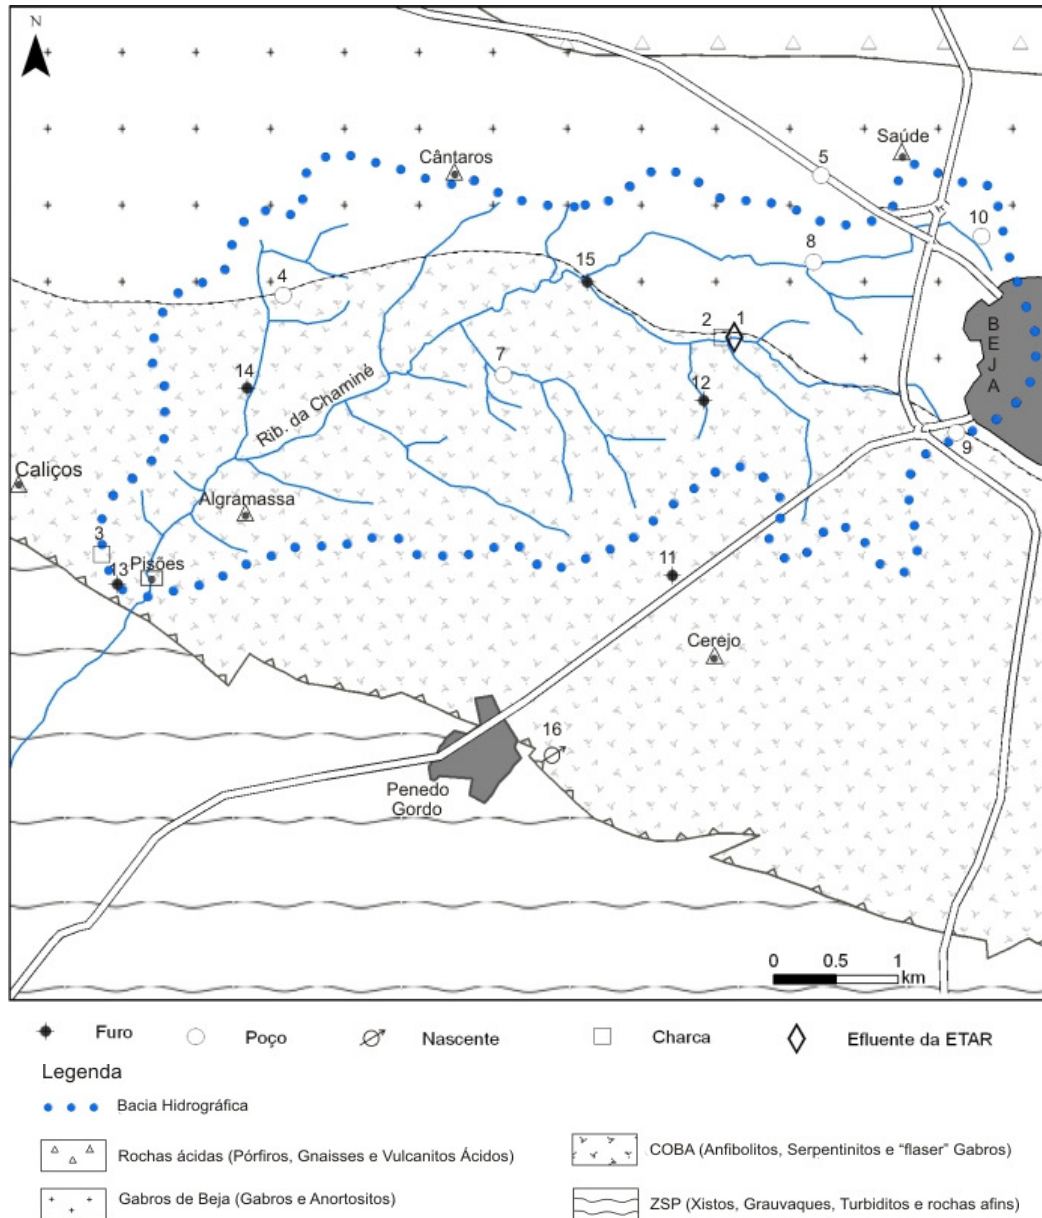 N
Saúde
Cântaros
5
10
8
15
4
2
1
BEJA
7
14
12
Rib. da Chaminé
9
Caliços
Algramassa
3
13
Pisões
11
Cerejo
16
Penedo
Gordo
0 0.5 1
km
Furo
Poço
Nascente
Charca
Efluente da ETAR
Legenda
Bacia Hidrográfica
Rochas ácidas (Pórfiros, Gnaisses e Vulcanitos Ácidos)
COBA (Anfibolitos, Serpentinitos e “flaser” Gabros)
Gabros de Beja (Gabros e Anortositos)
ZSP (Xistos, Grauvaques, Turbiditos e rochas afins)